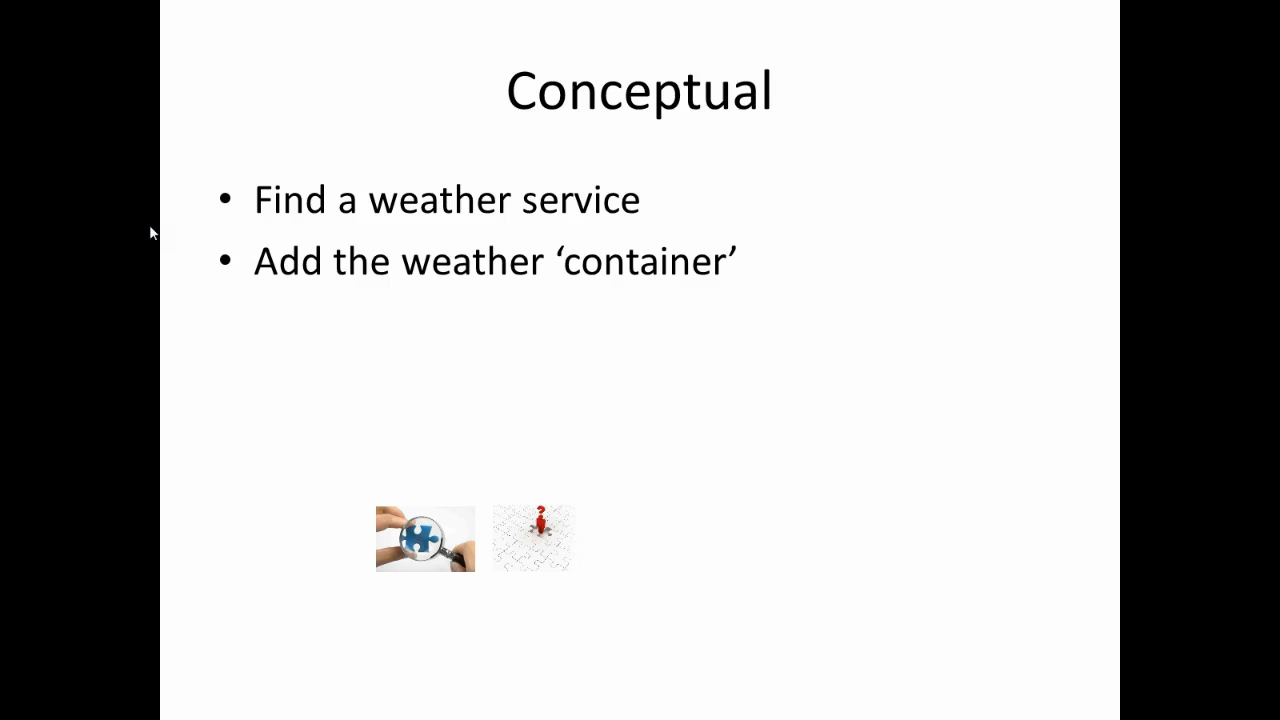 Conceptual
• Find a weather service
• Add the weather ‘container’
?